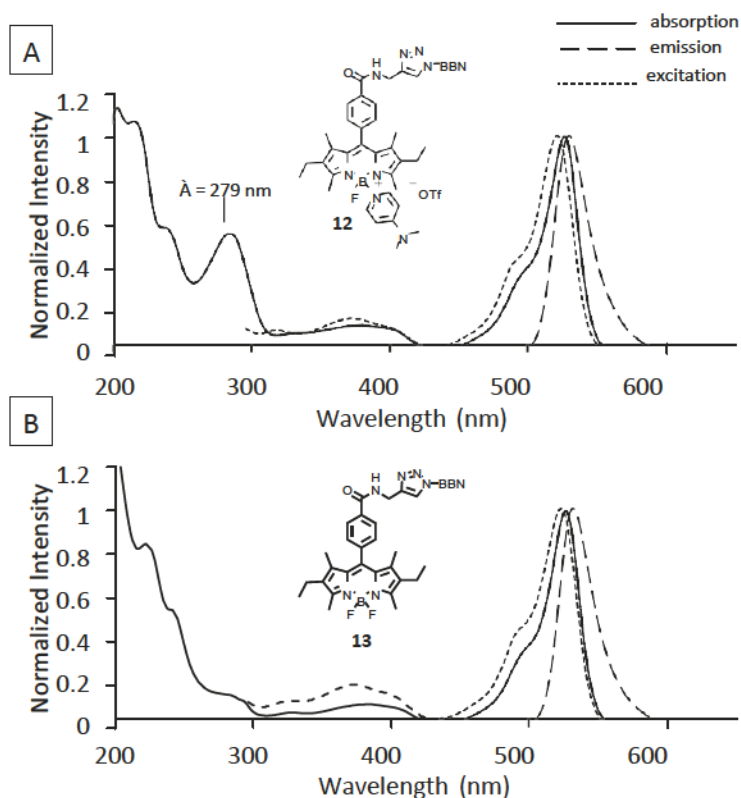 absorption
emission
excitation
A
Normalized Intensity
1.2
1
0.8
0.6
0.4
0.2
0
À = 279 nm
O
H
N
N
N
N
BBN
N
B
N
+
F
N
−
OTf
N
12
200
300
400
500
600
Wavelength (nm)
B
Normalized Intensity
1.2
1
0.8
0.6
0.4
0.2
0
O
H
N
N
N
N
BBN
N
B
N
F
F
13
200
300
400
500
600
Wavelength (nm)